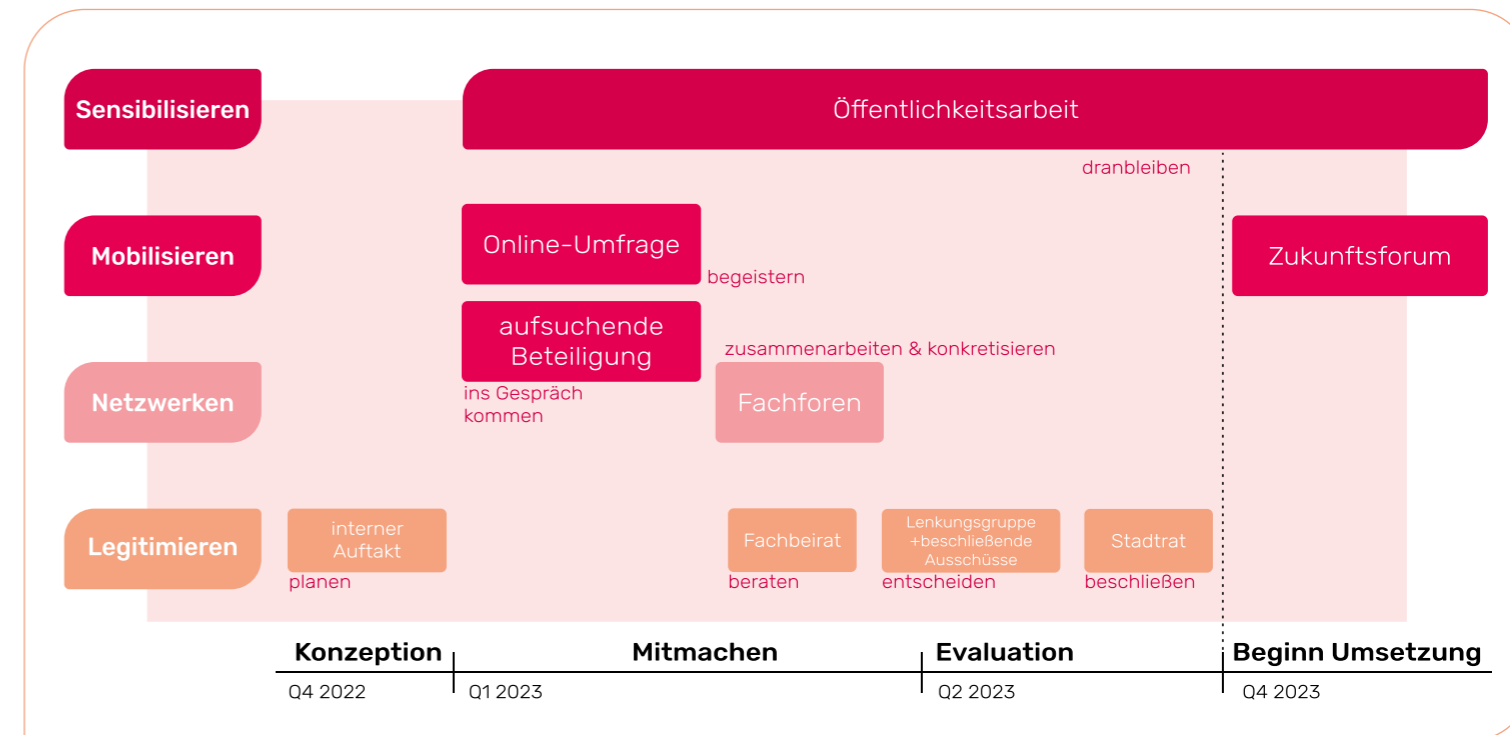 Sensibilisieren
Öffentlichkeitsarbeit
dranbleiben
Mobilisieren
Online-Umfrage
begeistern
Zukunftsforum
aufsuchende
Beteiligung
ins Gespräch
kommen
zusammenarbeiten & konkretisieren
Netzwerken
Fachforen
Legitimieren
interner
Auftakt
planen
Fachbeirat
beraten
Lenkungsgruppe
+beschließende
Ausschüsse
entscheiden
Stadtrat
beschließen
Konzeption
Mitmachen
Evaluation
Beginn Umsetzung
Q4 2022
Q1 2023
Q2 2023
Q4 2023